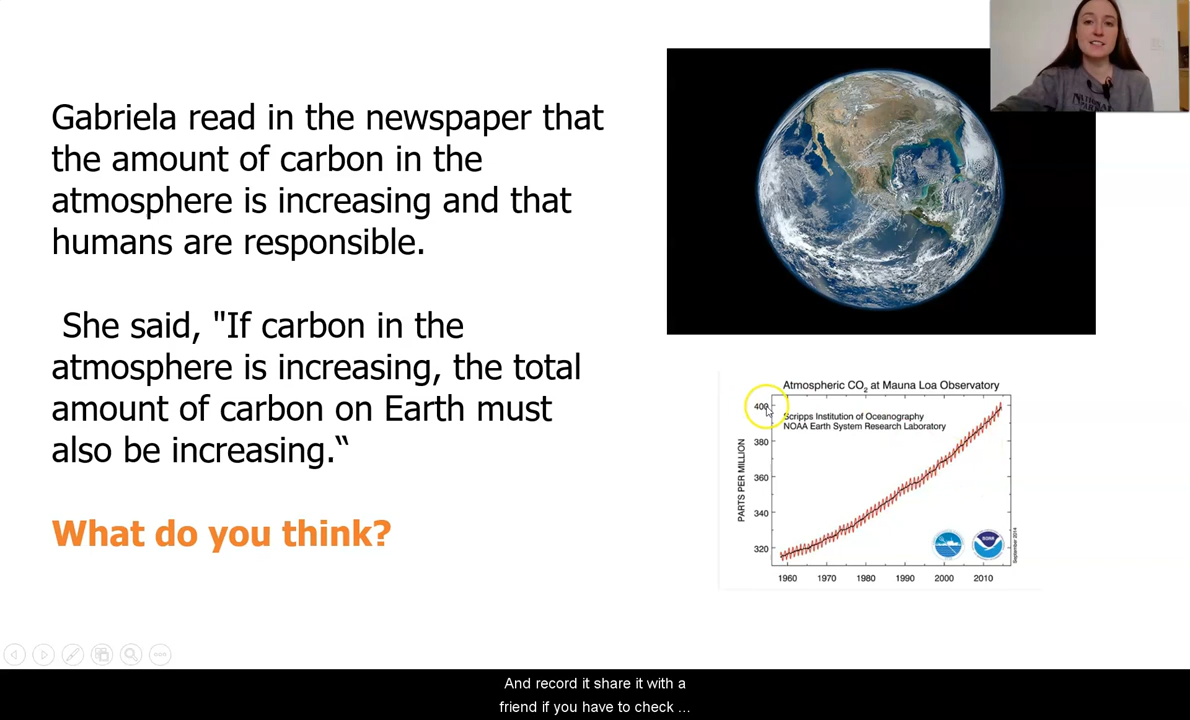 Gabriela read in the newspaper that
the amount of carbon in the
atmosphere is increasing and that
humans are responsible.
She said, "If carbon in the
atmosphere is increasing, the total
amount of carbon on Earth must
also be increasing.“
What do you think?
Atmospheric CO2 at Mauna Loa Observatory
Scripps Institution of Oceanography
NOAA Earth System Research Laboratory
PARTS PER MILLION
400
380
360
340
320
1960 1970 1980 1990 2000 2010
September 2014
And record it share it with a
friend if you have to check ...